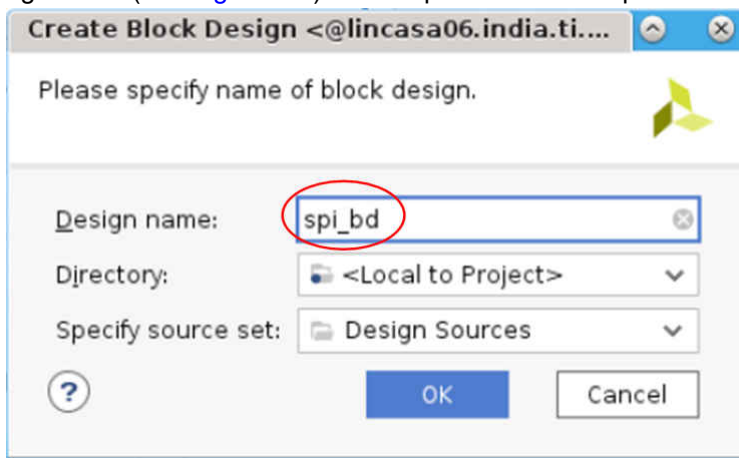 Create Block Design <@lincasa06.india.ti....
Please specify name of block design.
Design name: spi_bd
Directory: <Local to Project>
Specify source set: Design Sources
? OK Cancel